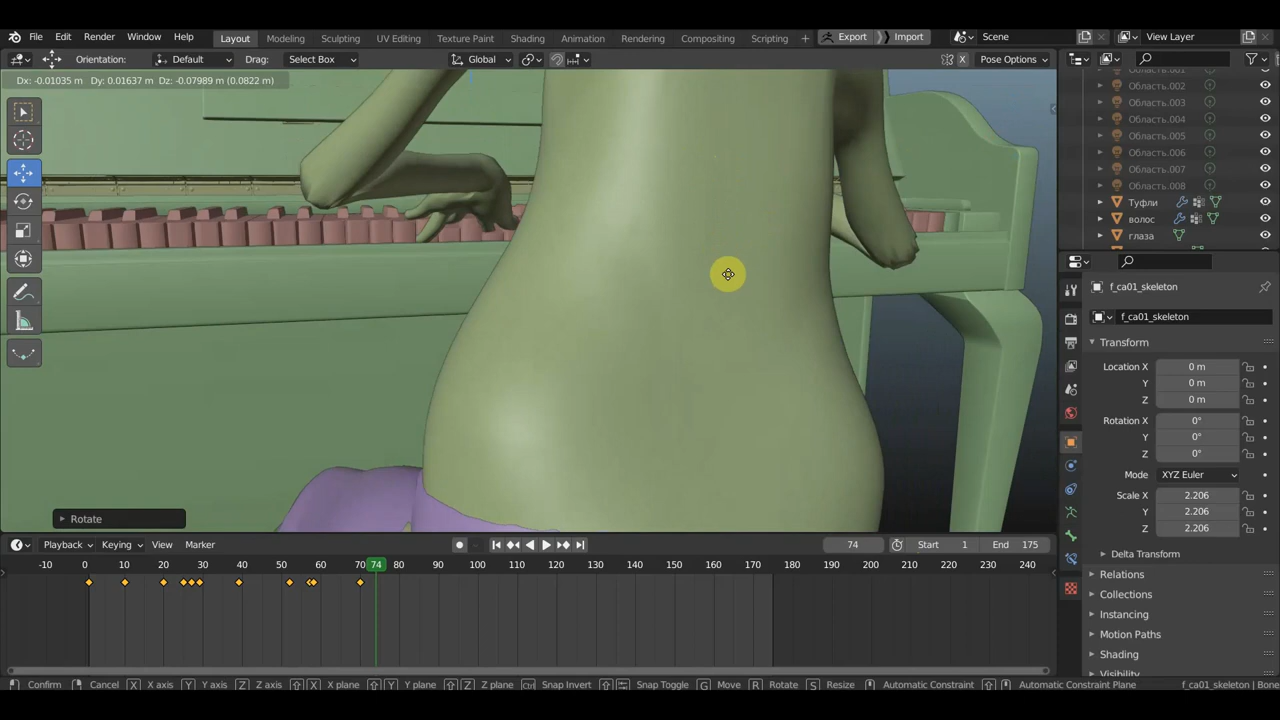 File Edit Render Window Help Layout Modeling Sculpting UV Editing Texture Paint Shading Animation Rendering Compositing Scripting + Export Import Scene View Layer
Orientation: Default Drag: Select Box Global X Pose Options
Dx: -0.01035 m Dy: 0.01637 m Dz: -0.07989 m (0.0822 m)
Область.002
Область.003
Область.004
Область.005
Область.006
Область.007
Область.008
Туфли
волос
глаза
f_ca01_skeleton
f_ca01_skeleton
Transform
Location X 0 m
Y 0 m
Z 0 m
Rotation X 0°
Y 0°
Z 0°
Mode XYZ Euler
Scale X 2.206
Y 2.206
Z 2.206
Delta Transform
Relations
Collections
Instancing
Motion Paths
Shading
Visibility
Rotate
Playback Keying View Marker 74 Start 1 End 175
-10 0 10 20 30 40 50 60 74 80 90 100 110 120 130 140 150 160 170 180 190 200 210 220 230 240
Confirm Cancel X X axis Y Y axis Z Z axis X X plane Y Y plane Z Z plane Ctrl Snap Invert Snap Toggle G Move R Rotate S Resize Automatic Constraint Automatic Constraint Plane f_ca01_skeleton | Bone